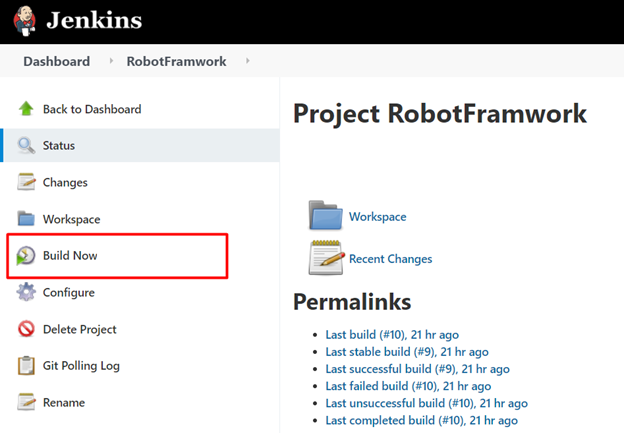 Jenkins
Dashboard RobotFramwork
Back to Dashboard
Status
Changes
Workspace
Build Now
Configure
Delete Project
Git Polling Log
Rename
Project RobotFramwork
Workspace
Recent Changes
Permalinks
Last build (#10), 21 hr ago
Last stable build (#9), 21 hr ago
Last successful build (#9), 21 hr ago
Last failed build (#10), 21 hr ago
Last unsuccessful build (#10), 21 hr ago
Last completed build (#10), 21 hr ago